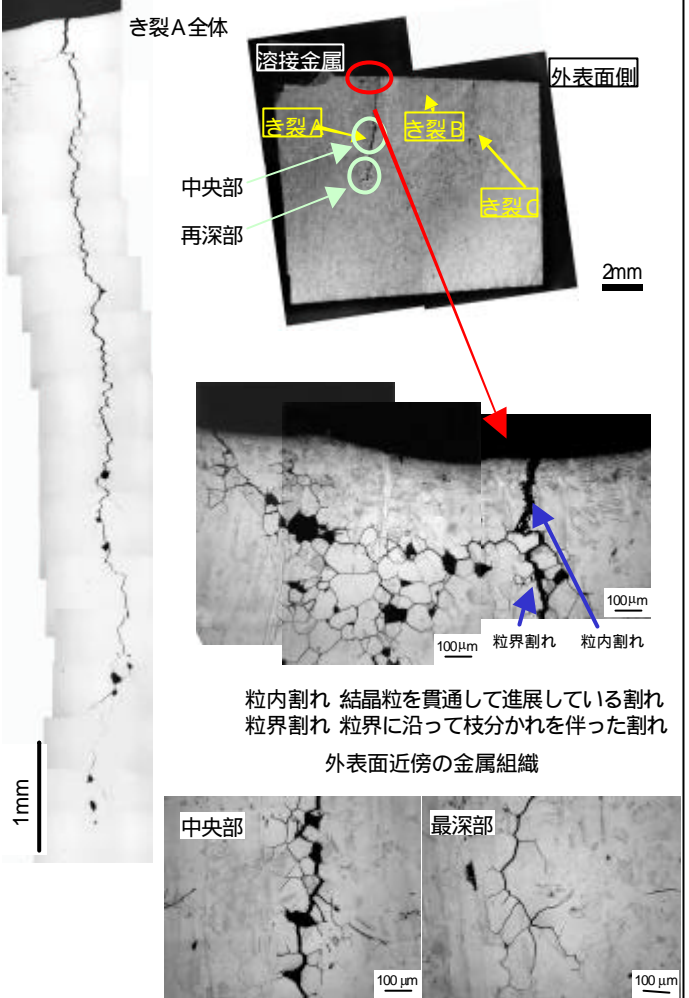 き裂A全体
溶接金属
外表面側
き裂A
き裂B
中央部
き裂C
再深部
2mm
100μm
100μm
粒界割れ
粒内割れ
粒内割れ 結晶粒を貫通して進展している割れ
粒界割れ 粒界に沿って枝分かれを伴った割れ
外表面近傍の金属組織
1mm
中央部
最深部
100 μm
100 μm